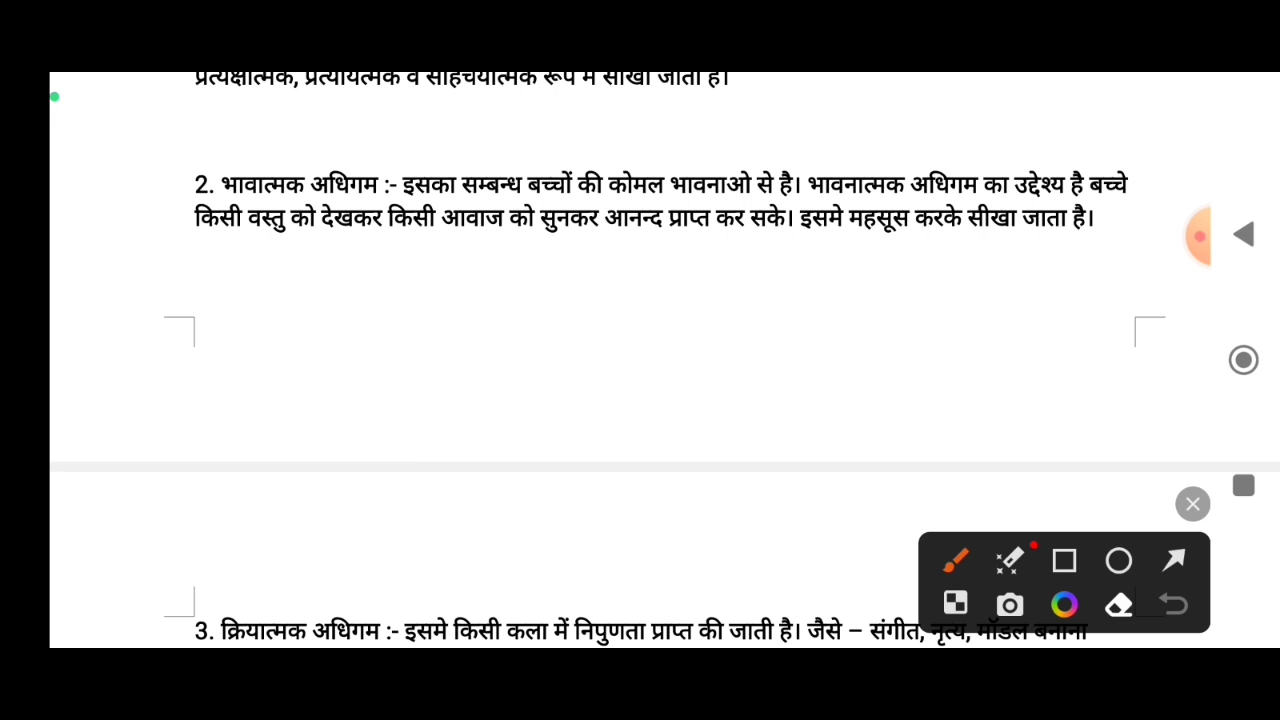 प्रत्यक्षात्मक, प्रत्यायत्मक व साहचर्यात्मक रूप में सीखा जाता है।
2. भावात्मक अधिगम :- इसका सम्बन्ध बच्चों की कोमल भावनाओ से है। भावनात्मक अधिगम का उद्देश्य है बच्चे
किसी वस्तु को देखकर किसी आवाज को सुनकर आनन्द प्राप्त कर सके। इसमे महसूस करके सीखा जाता है।
3. क्रियात्मक अधिगम :- इसमे किसी कला में निपुणता प्राप्त की जाती है। जैसे – संगीत, नृत्य, मॉडल बनाना